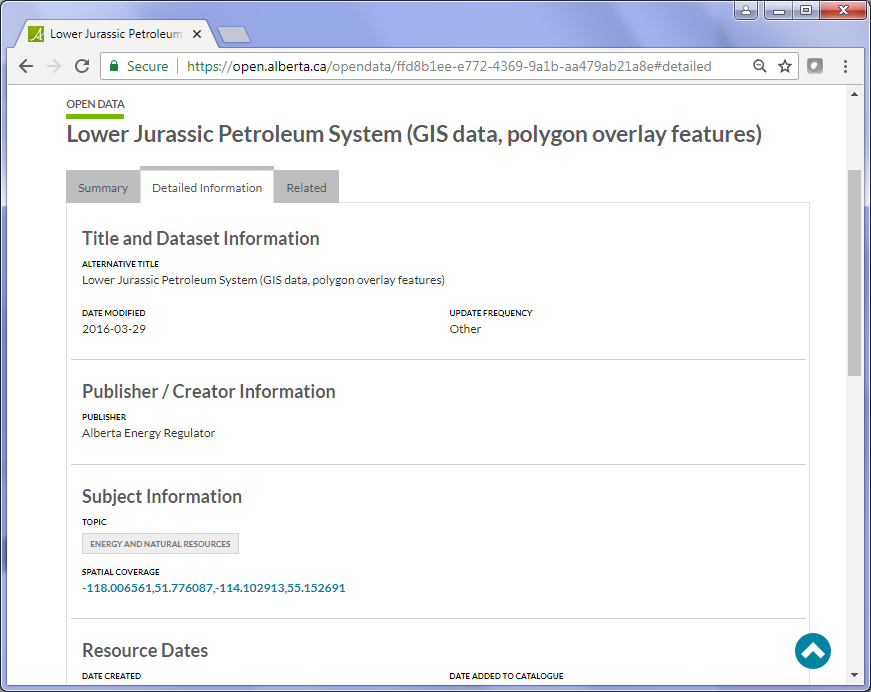 Lower Jurassic Petroleum
Secure https://open.alberta.ca/opendata/ffd8b1ee-e772-4369-9a1b-aa479ab21a8e#detailed
OPEN DATA
Lower Jurassic Petroleum System (GIS data, polygon overlay features)
Summary Detailed Information Related
Title and Dataset Information
ALTERNATIVE TITLE
Lower Jurassic Petroleum System (GIS data, polygon overlay features)
DATE MODIFIED UPDATE FREQUENCY
2016-03-29 Other
Publisher / Creator Information
PUBLISHER
Alberta Energy Regulator
Subject Information
TOPIC
ENERGY AND NATURAL RESOURCES
SPATIAL COVERAGE
-118.006561,51.776087,-114.102913,55.152691
Resource Dates
DATE CREATED DATE ADDED TO CATALOGUE